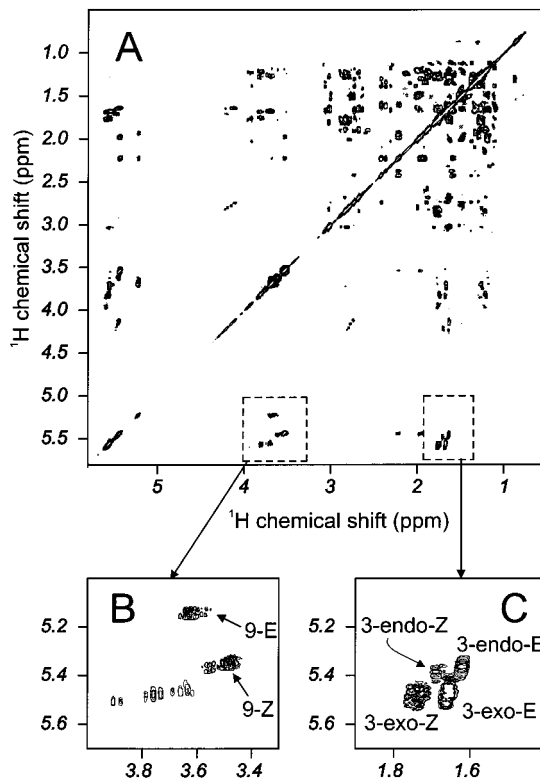 A
1.0
1.5
2.0
2.5
3.0
3.5
4.0
4.5
5.0
5.5
¹H chemical shift (ppm)
5 4 3 2 1
¹H chemical shift (ppm)
B
9-E
9-Z
5.2
5.4
5.6
3.8 3.6 3.4
C
3-endo-Z
3-endo-E
3-exo-Z
3-exo-E
5.2
5.4
5.6
1.8 1.6